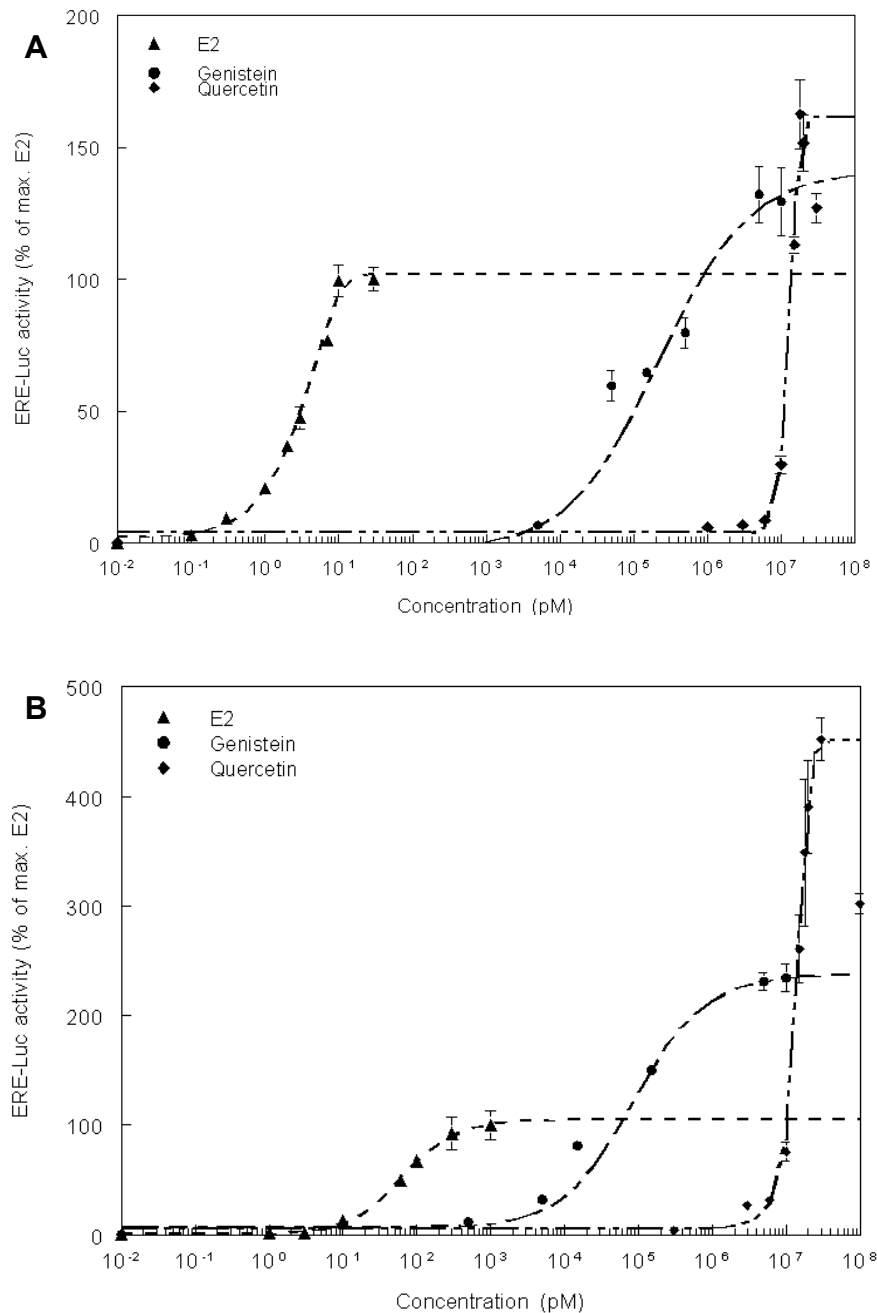 A
200
150
100
50
0
ERE-Luc activity (% of max. E2)
E2
Genistein
Quercetin
10-2 10-1 100 101 102 103 104 105 106 107 108
Concentration (pM)
B
500
400
300
200
100
0
ERE-Luc activity (% of max. E2)
E2
Genistein
Quercetin
10-2 10-1 100 101 102 103 104 105 106 107 108
Concentration (pM)